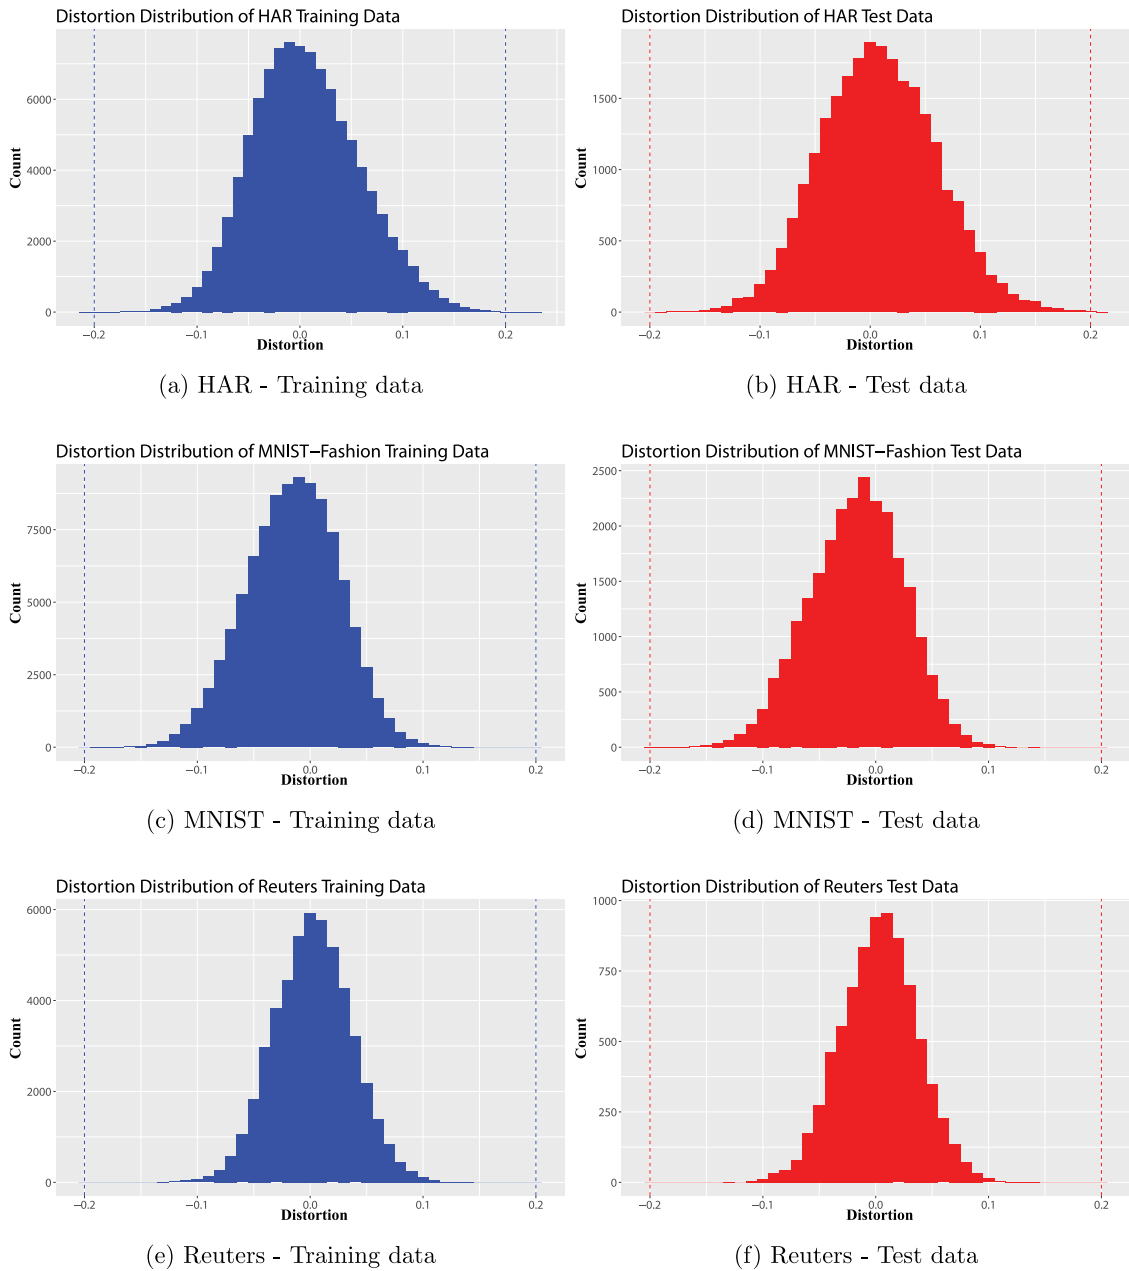 Distortion Distribution of HAR Training Data
Count
6000
4000
2000
0
−0.2 −0.1 0.0 0.1 0.2
Distortion
(a) HAR - Training data
Distortion Distribution of HAR Test Data
Count
1500
1000
500
0
−0.2 −0.1 0.0 0.1 0.2
Distortion
(b) HAR - Test data
Distortion Distribution of MNIST−Fashion Training Data
Count
7500
5000
2500
0
−0.2 −0.1 0.0 0.1 0.2
Distortion
(c) MNIST - Training data
Distortion Distribution of MNIST−Fashion Test Data
Count
2500
2000
1500
1000
500
0
−0.2 −0.1 0.0 0.1 0.2
Distortion
(d) MNIST - Test data
Distortion Distribution of Reuters Training Data
Count
6000
4000
2000
0
−0.2 −0.1 0.0 0.1 0.2
Distortion
(e) Reuters - Training data
Distortion Distribution of Reuters Test Data
Count
1000
750
500
250
0
−0.2 −0.1 0.0 0.1 0.2
Distortion
(f) Reuters - Test data